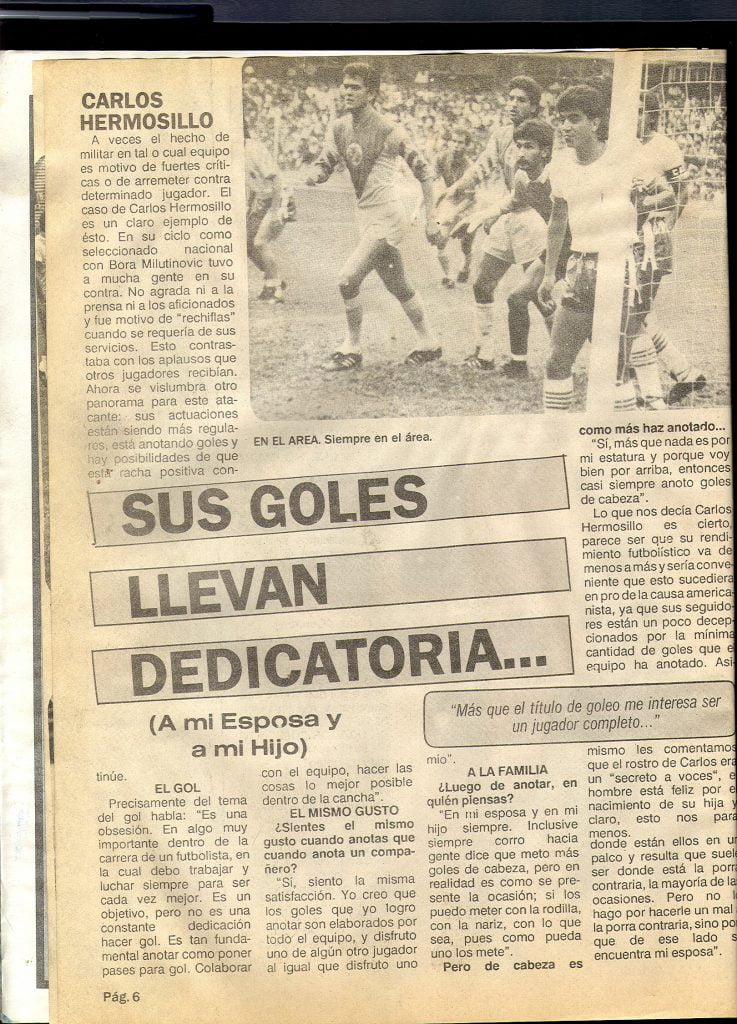 CARLOS
HERMOSILLO
A veces el hecho de
militar en tal o cual equipo
es motivo de fuertes críti-
cas o de arremeter contra
determinado jugador. El
caso de Carlos Hermosillo
es un claro ejemplo de
ésto. En su ciclo como
seleccionado nacional
con Bora Milutinovic tuvo
a mucha gente en su
contra. No agrada ni a la
prensa ni a los aficionados
y fue motivo de "rechiflas"
cuando se requería de sus
servicios. Esto contras-
taba con los aplausos que
otros jugadores recibían.
Ahora se vislumbra otro
panorama para este ata-
cante: sus actuaciones
están siendo más regula-
res, está anotando goles y
hay posibilidades de que
esta racha positiva con-
EN EL AREA. Siempre en el área.
SUS GOLES
LLEVAN
DEDICATORIA...
(A mi Esposa y
a mi Hijo)
tinúe.
EL GOL
Precisamente del tema
del gol habla: "Es una
obsesión. En algo muy
importante dentro de la
carrera de un futbolista, en
la cual debo trabajar y
luchar siempre para ser
cada vez mejor. Es un
objetivo, pero no es una
constante dedicación
hacer gol. Es tan funda-
mental anotar como poner
pases para gol. Colaborar
con el equipo, hacer las
cosas lo mejor posible
dentro de la cancha".
EL MISMO GUSTO
¿Sientes el mismo
gusto cuando anotas que
cuando anota un compa-
ñero?
"Sí, siento la misma
satisfacción. Yo creo que
los goles que yo logro
anotar son elaborados por
todo el equipo, y disfruto
uno de algún otro jugador
al igual que disfruto uno
mio".
A LA FAMILIA
¿Luego de anotar, en
quién piensas?
"En mi esposa y en mi
hijo siempre. Inclusive
siempre corro hacia
gente dice que meto más
goles de cabeza, pero en
realidad es como se pre-
sente la ocasión; si los
puedo meter con la rodilla,
con la nariz, con lo que
sea, pues como pueda
uno los mete".
Pero de cabeza es
como más haz anotado...
"Sí, más que nada es por
mi estatura y porque voy
bien por arriba, entonces
casi siempre anoto goles
de cabeza".
Lo que nos decía Carlos
Hermosillo es cierto,
parece ser que su rendi-
miento futbolístico va de
menos a más y sería conve-
niente que esto sucediera
en pro de la causa america-
nista, ya que sus seguido-
res están un poco decep-
cionados por la mínima
cantidad de goles que e
equipo ha anotado. Asi-
"Más que el título de goleo me interesa ser
un jugador completo..."
mismo les comentamos
que el rostro de Carlos era
un "secreto a voces", e
hombre está feliz por e
nacimiento de su hija y
claro, esto nos para
menos.
donde están ellos en u
palco y resulta que suel
ser donde está la porr
contraria, la mayoría de la
ocasiones. Pero no l
hago por hacerle un mal
la porra contraria, sino po
que de ese lado s
encuentra mi esposa".
Pág. 6